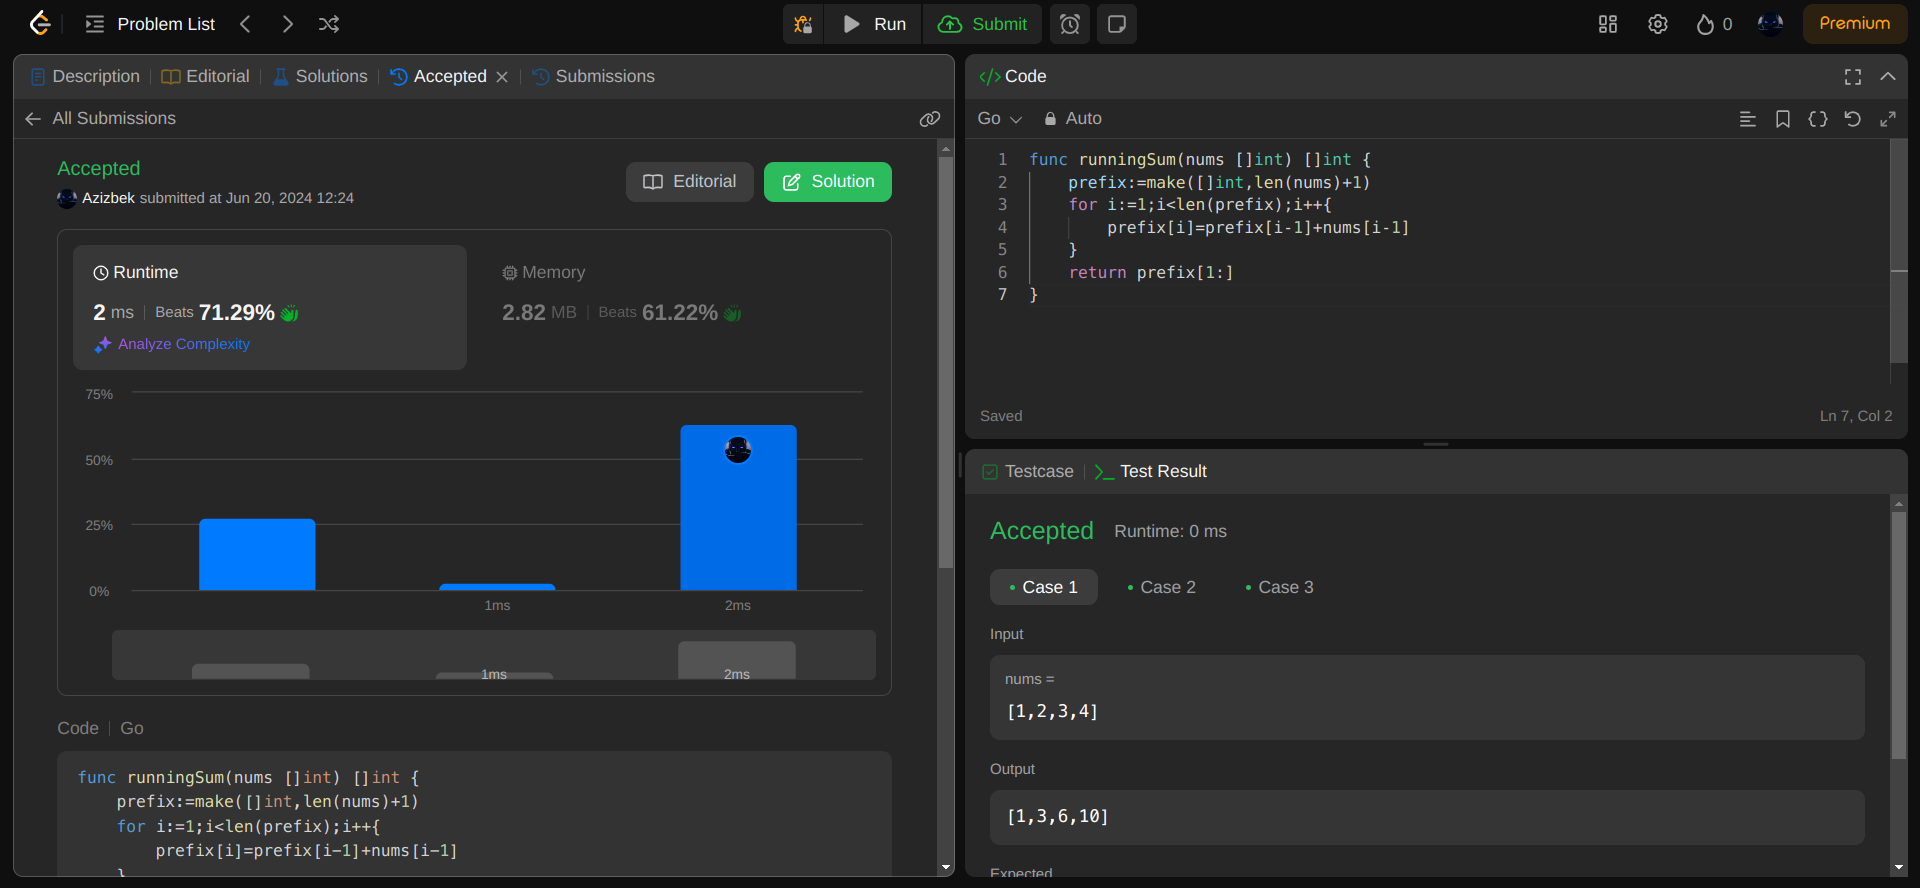 Problem List
Run
Submit
0
Premium
Description
Editorial
Solutions
Accepted
Submissions
All Submissions
Accepted
Azizbek submitted at Jun 20, 2024 12:24
Editorial
Solution
Runtime
2 ms
Beats 71.29%
Analyze Complexity
Memory
2.82 MB
Beats 61.22%
75%
50%
25%
0%
1ms
2ms
1ms
2ms
Code
Go
func runningSum(nums []int) []int {
    prefix:=make([]int,len(nums)+1)
    for i:=1;i<len(prefix);i++{
        prefix[i]=prefix[i-1]+nums[i-1]
    }
Code
Go
Auto
1 func runningSum(nums []int) []int {
2     prefix:=make([]int,len(nums)+1)
3     for i:=1;i<len(prefix);i++{
4         prefix[i]=prefix[i-1]+nums[i-1]
5     }
6     return prefix[1:]
7 }
Saved
Ln 7, Col 2
Testcase
Test Result
Accepted
Runtime: 0 ms
Case 1
Case 2
Case 3
Input
nums =
[1,2,3,4]
Output
[1,3,6,10]
Expected